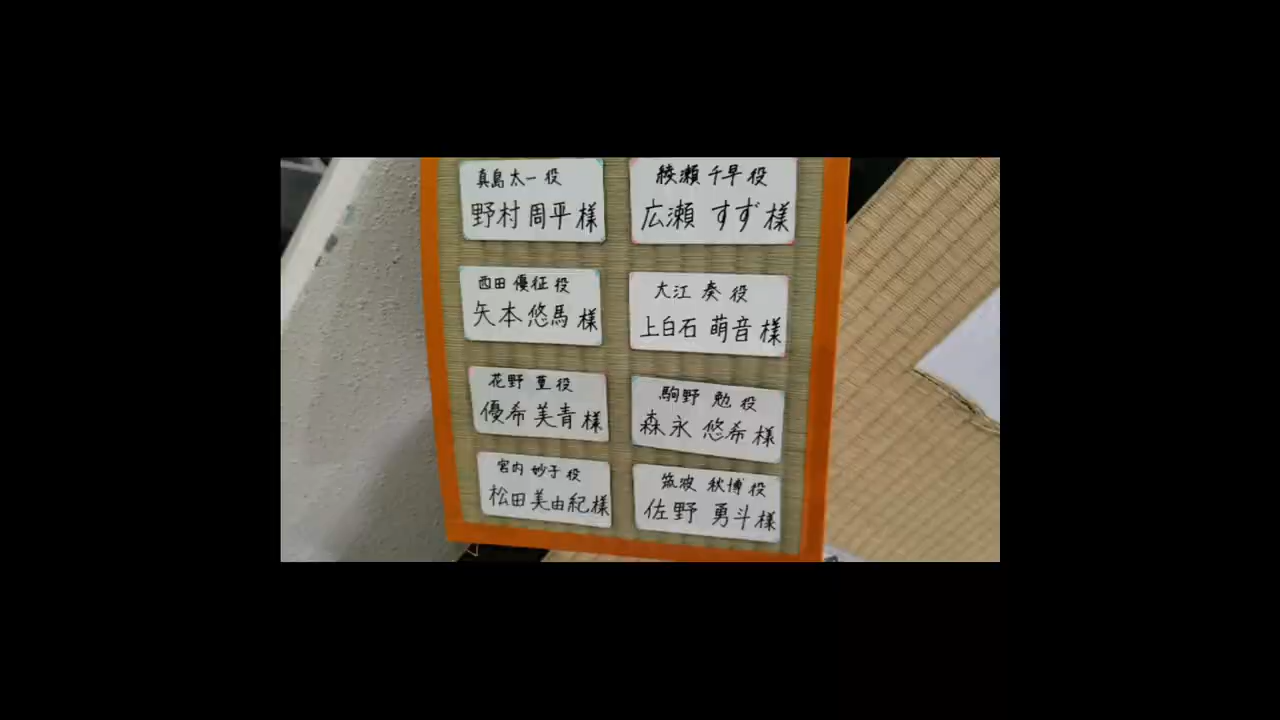 真島 太一 役
野村 周平 様
綾瀬 千早 役
広瀬 すず 様
西田 優征 役
矢本 悠馬 様
大江 奏 役
上白石 萌音 様
花野 菫 役
優希 美青 様
駒野 勉 役
森永 悠希 様
宮内 妙子 役
松田 美由紀 様
筑波 秋博 役
佐野 勇斗 様